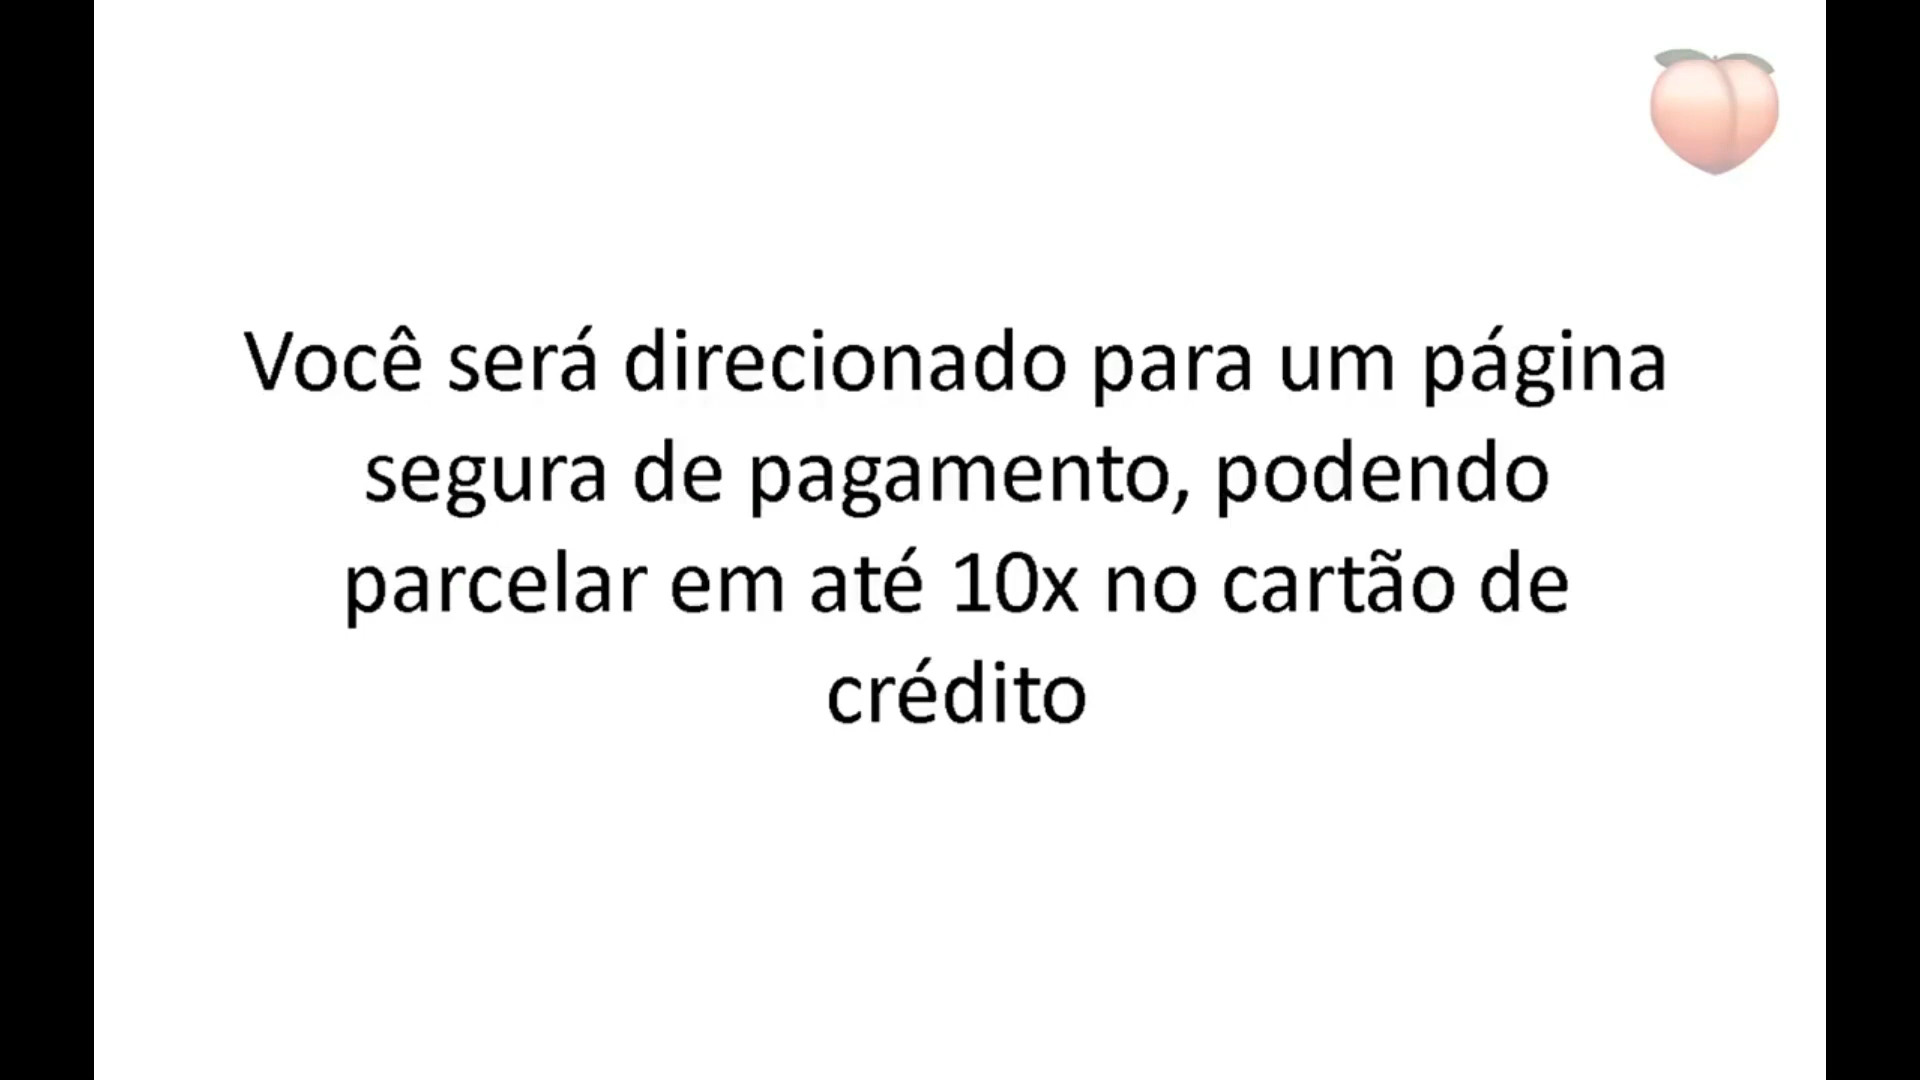 Você será direcionado para um página
segura de pagamento, podendo
parcelar em até 10x no cartão de
crédito